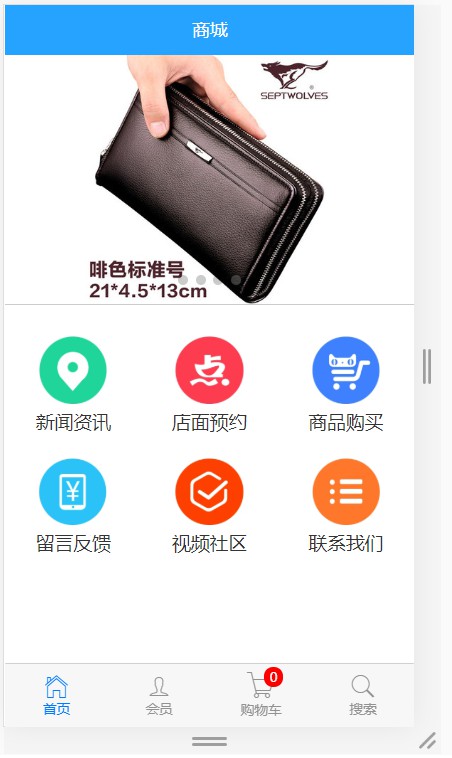 商城
SEPTWOLVES
啡色标准号
21*4.5*13cm
新闻资讯
店面预约
商品购买
点
¥
留言反馈
视频社区
联系我们
0
首页
会员
购物车
搜索